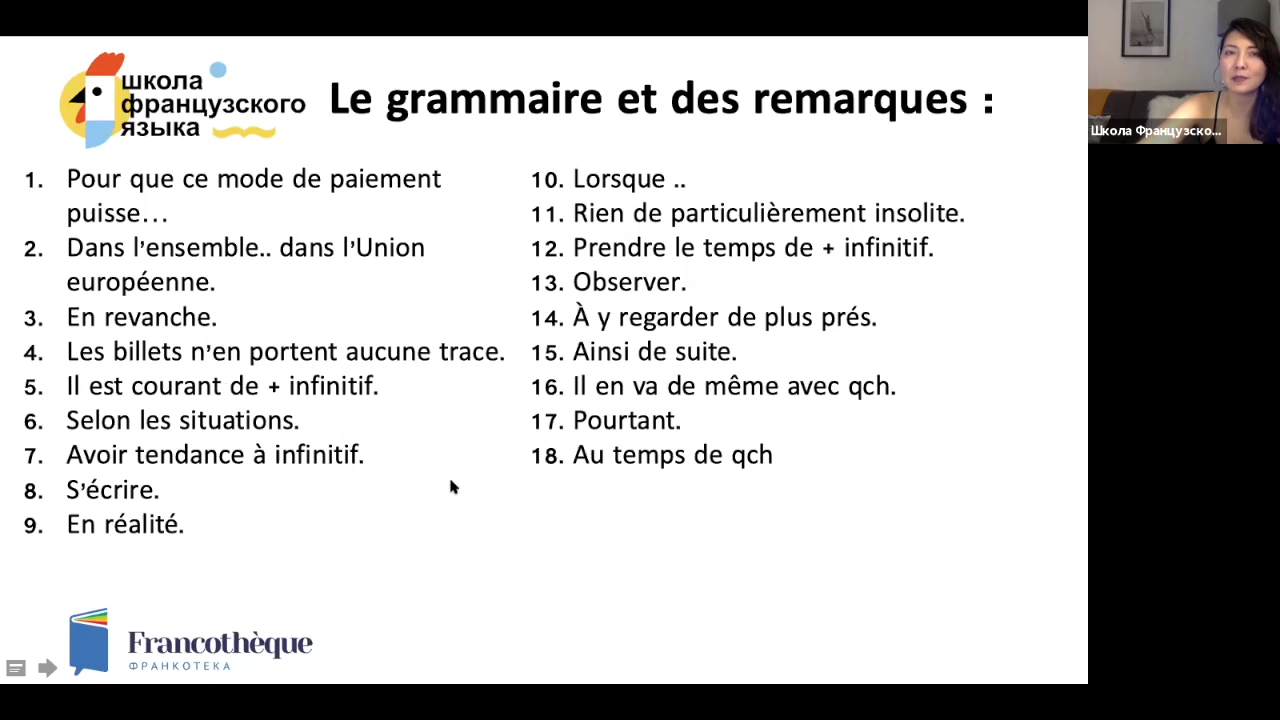 школа
французского
языка
Le grammaire et des remarques :
1. Pour que ce mode de paiement
puisse…
2. Dans l’ensemble.. dans l’Union
européenne.
3. En revanche.
4. Les billets n’en portent aucune trace.
5. Il est courant de + infinitif.
6. Selon les situations.
7. Avoir tendance à infinitif.
8. S’écrire.
9. En réalité.
10. Lorsque ..
11. Rien de particulièrement insolite.
12. Prendre le temps de + infinitif.
13. Observer.
14. À y regarder de plus prés.
15. Ainsi de suite.
16. Il en va de même avec qch.
17. Pourtant.
18. Au temps de qch
Francothèque
ФРАНКОТЕКА
Школа Французско...